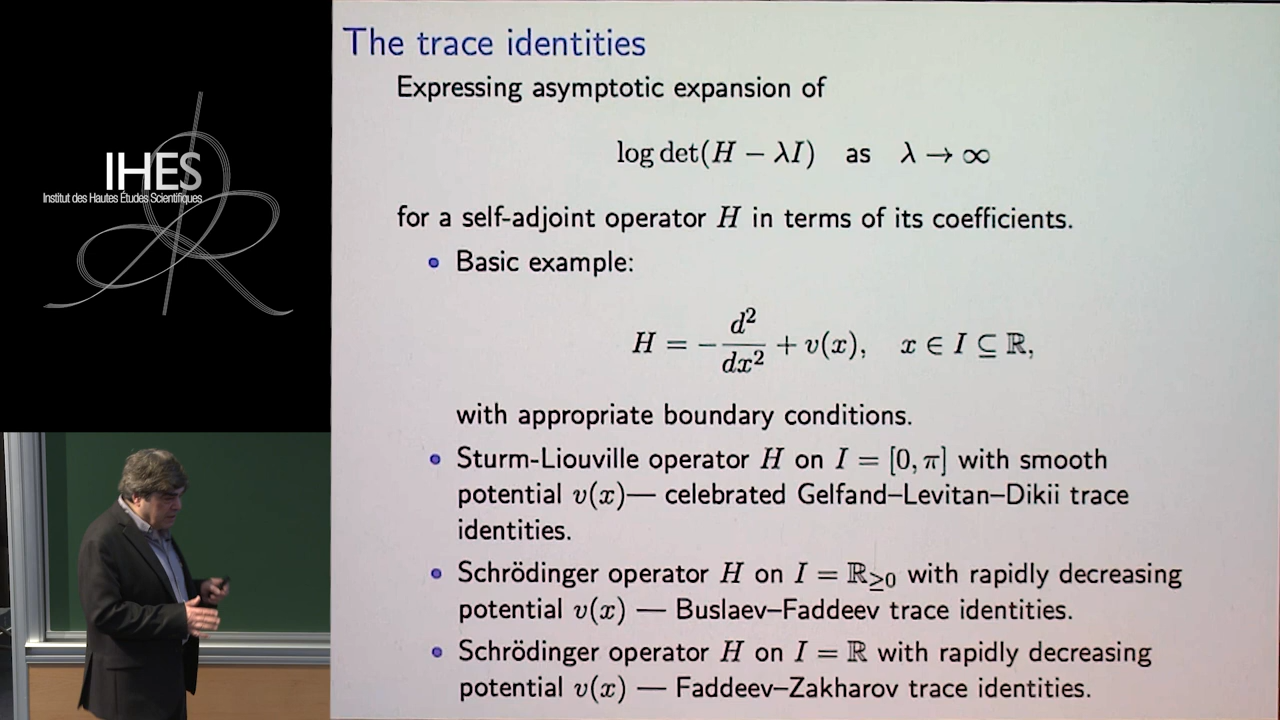 IHES
Institut des Hautes Études Scientifiques
The trace identities
Expressing asymptotic expansion of
log det(H − λI) as λ → ∞
for a self-adjoint operator H in terms of its coefficients.
• Basic example:
H = − d²/dx² + v(x), x ∈ I ⊆ ℝ,
with appropriate boundary conditions.
• Sturm-Liouville operator H on I = [0, π] with smooth
potential v(x)— celebrated Gelfand–Levitan–Dikii trace
identities.
• Schrödinger operator H on I = ℝ≥0 with rapidly decreasing
potential v(x) — Buslaev–Faddeev trace identities.
• Schrödinger operator H on I = ℝ with rapidly decreasing
potential v(x) — Faddeev–Zakharov trace identities.